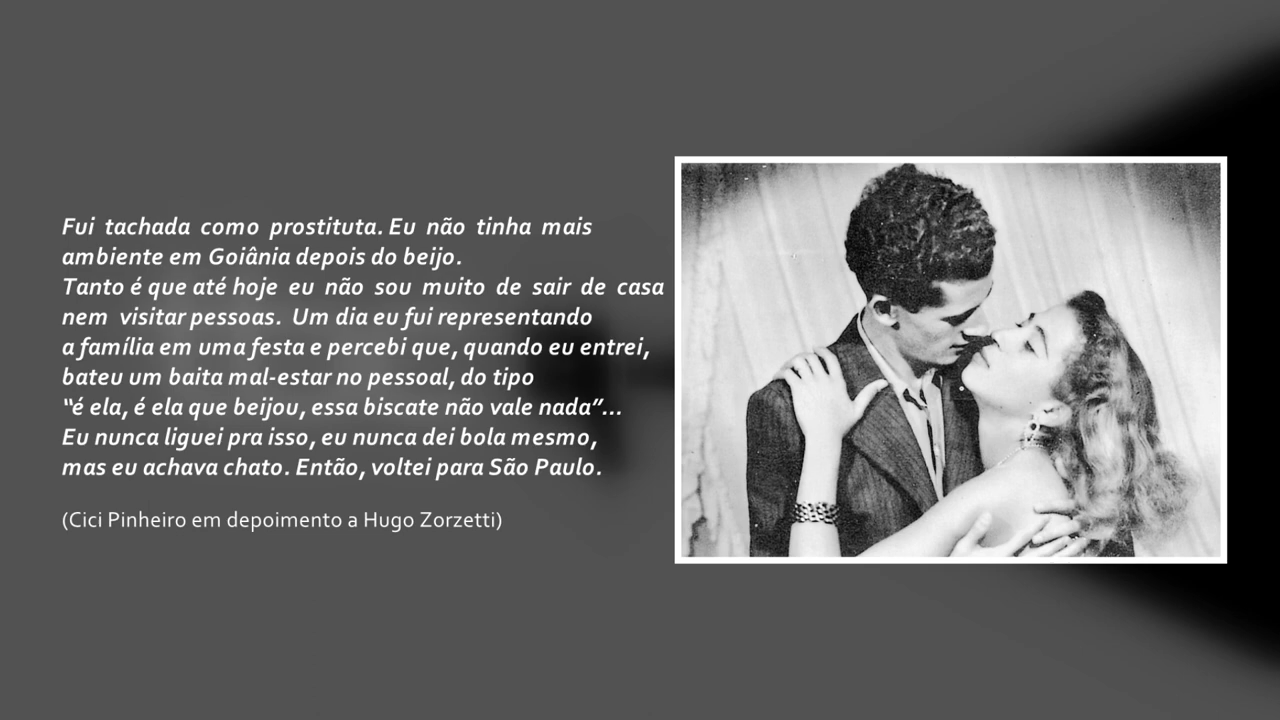 Fui tachada como prostituta. Eu não tinha mais
ambiente em Goiânia depois do beijo.
Tanto é que até hoje eu não sou muito de sair de casa
nem visitar pessoas. Um dia eu fui representando
a família em uma festa e percebi que, quando eu entrei,
bateu um baita mal-estar no pessoal, do tipo
“é ela, é ela que beijou, essa biscate não vale nada”...
Eu nunca liguei pra isso, eu nunca dei bola mesmo,
mas eu achava chato. Então, voltei para São Paulo.
(Cici Pinheiro em depoimento a Hugo Zorzetti)